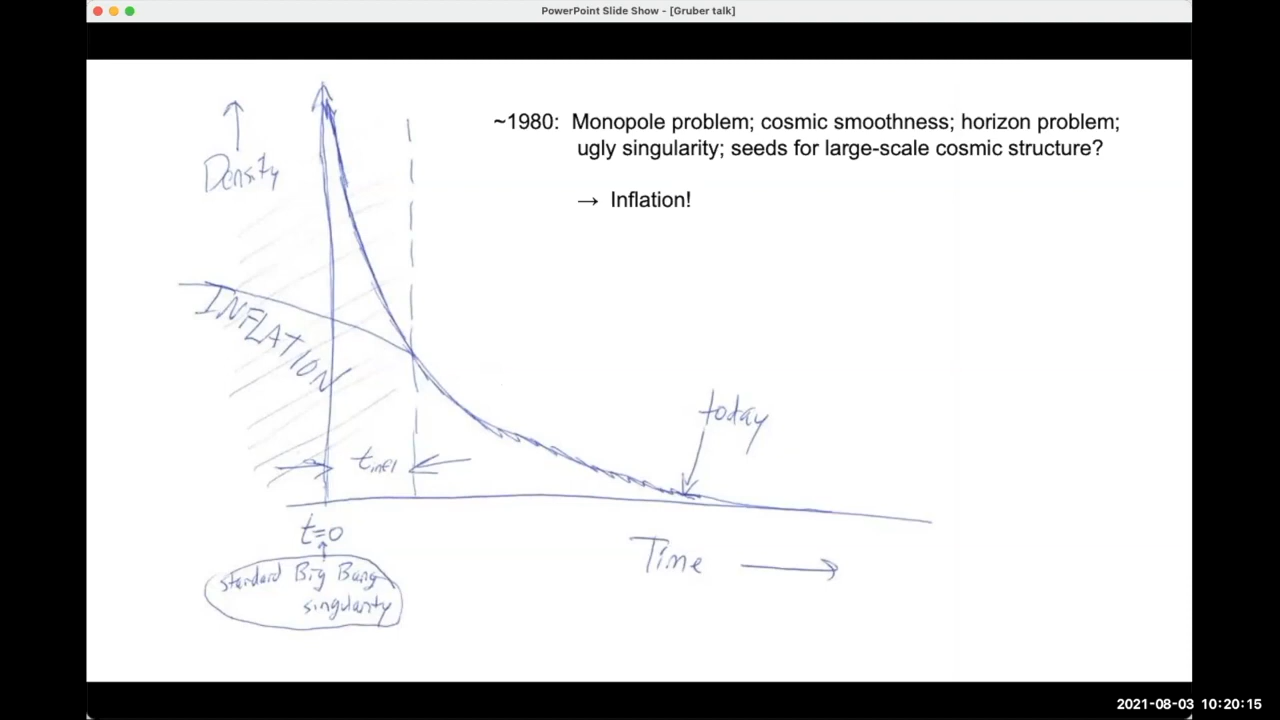 PowerPoint Slide Show - [Gruber talk]
~1980: Monopole problem; cosmic smoothness; horizon problem;
ugly singularity; seeds for large-scale cosmic structure?
→ Inflation!
Density
INFLATION
today
t_infl
t=0
Time
standard Big Bang
singularity
2021-08-03 10:20:15